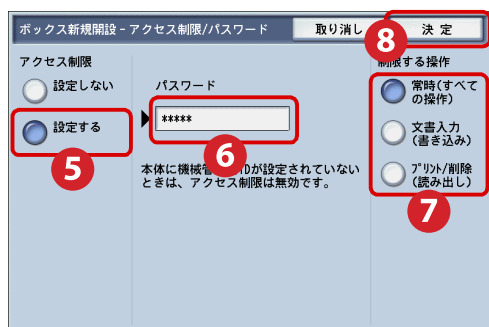 ボックス新規開設 - アクセス制限/パスワード
取り消し
8
決 定
アクセス制限
設定しない
設定する
5
パスワード
*****
6
本体に機械管 IDが設定されていない
ときは、アクセス制限は無効です。
制限する操作
常時(すべて
の操作)
文書入力
(書き込み)
プリント/削除
(読み出し)
7